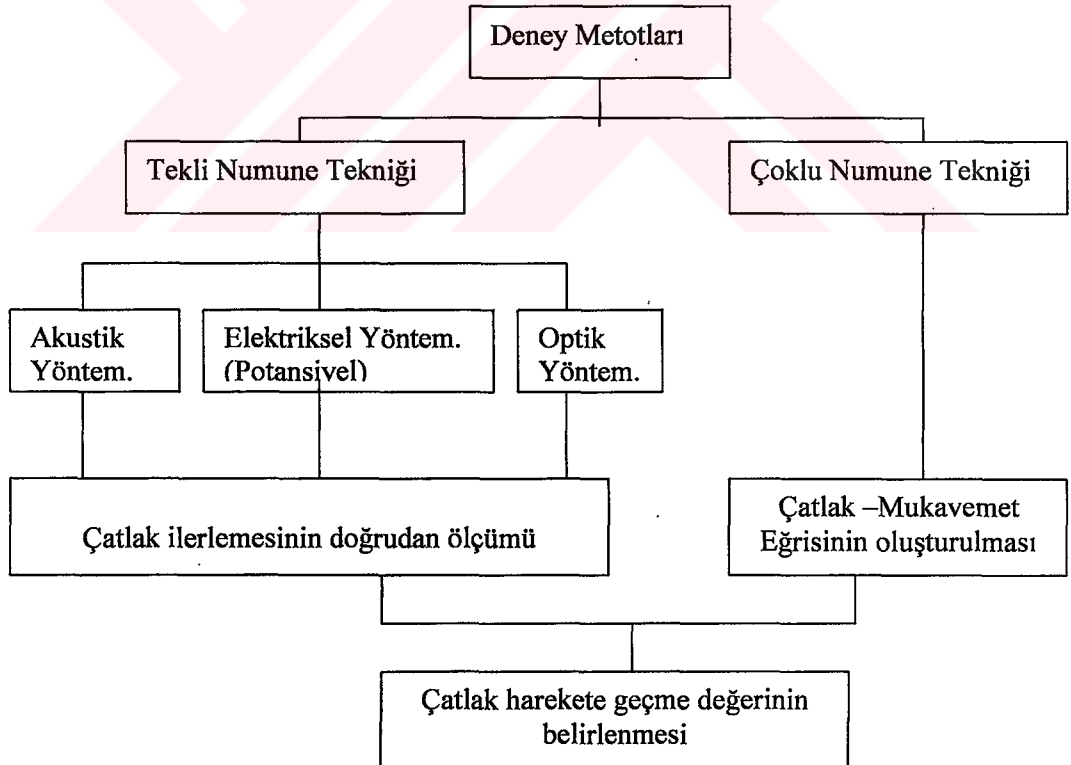 Deney Metotları
Tekli Numune Tekniği
Çoklu Numune Tekniği
Akustik
Yöntem.
Elektriksel Yöntem.
(Potansiyel)
Optik
Yöntem.
Çatlak ilerlemesinin doğrudan ölçümü
Çatlak –Mukavemet
Eğrisinin oluşturulması
Çatlak harekete geçme değerinin
belirlenmesi